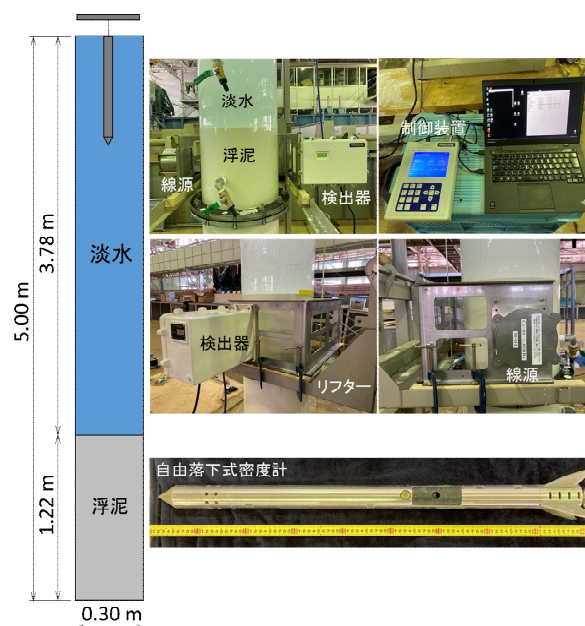 5.00 m
3.78 m
1.22 m
淡水
浮泥
0.30 m
淡水
浮泥
線源
検出器
制御装置
検出器
リフター
線源
自由落下式密度計